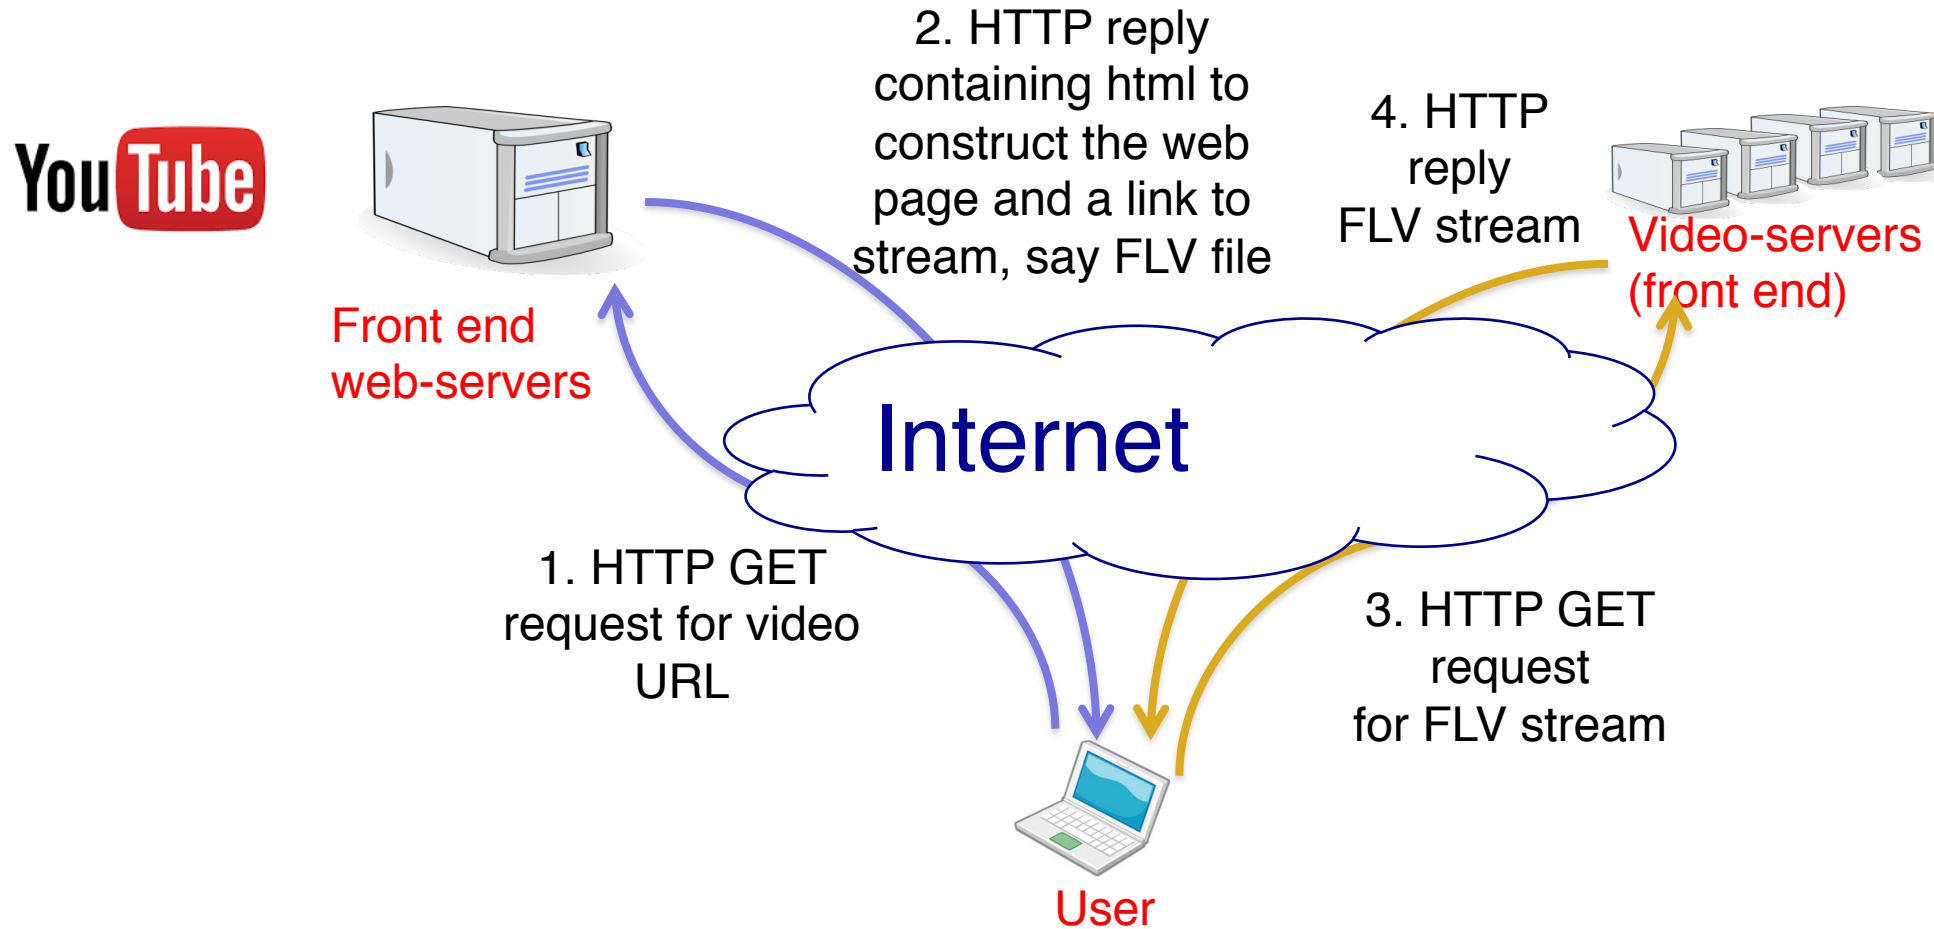 YouTube
2. HTTP reply
containing html to
construct the web
page and a link to
stream, say FLV file
4. HTTP
reply
FLV stream
Video-servers
(front end)
Front end
web-servers
Internet
1. HTTP GET
request for video
URL
3. HTTP GET
request
for FLV stream
User